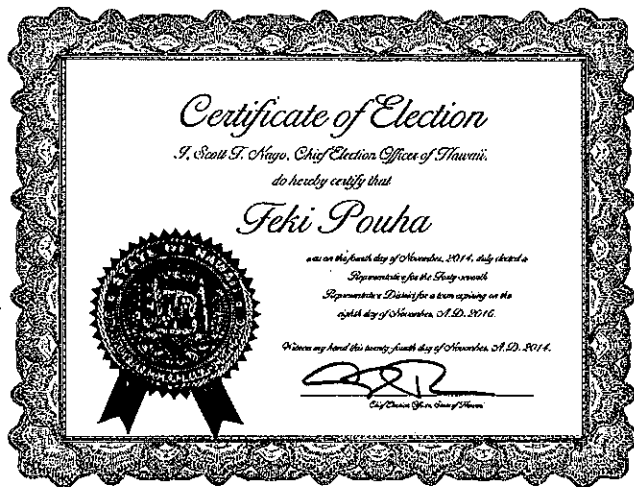 Certificate of Election
I, Scott T. Nago, Chief Election Officer of Hawaii,
do hereby certify that
Feki Pouha
was on the fourth day of November, 2014, duly elected a
Representative for the Forty-seventh
Representative District for a term expiring on the
eighth day of November, A.D. 2016.
Witness my hand this twenty-fourth day of November, A.D. 2014.
STATE OF HAWAII
Chief Election Officer, State of Hawaii